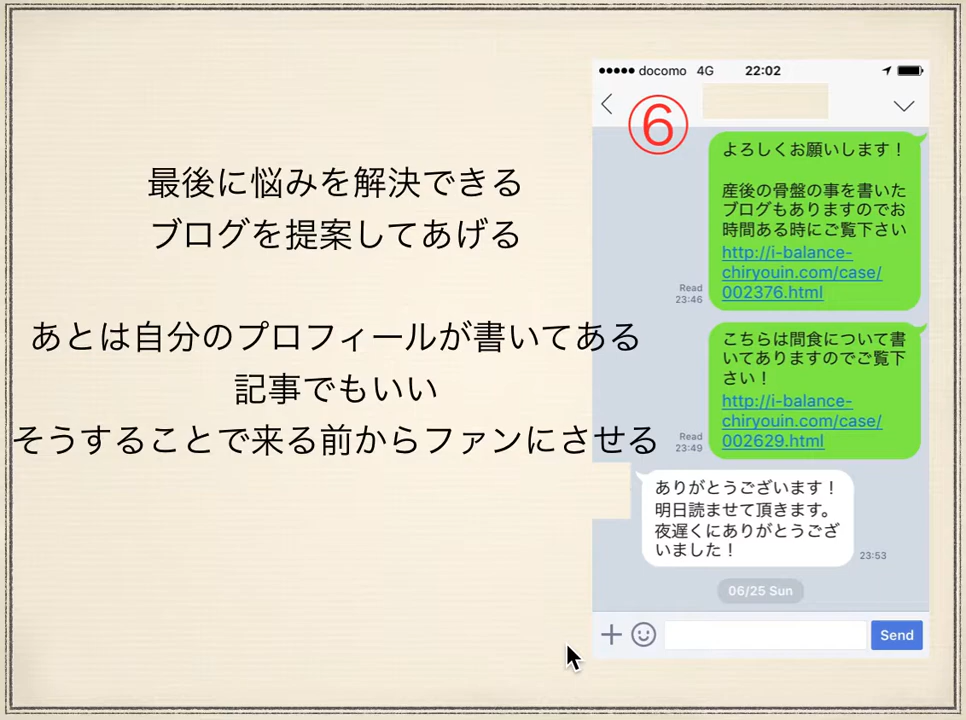 最後に悩みを解決できる
ブログを提案してあげる
あとは自分のプロフィールが書いてある
記事でもいい
そうすることで来る前からファンにさせる
docomo 4G 22:02
⑥
よろしくお願いします！
産後の骨盤の事を書いた
ブログもありますのでお
時間ある時にご覧下さい
http://i-balance-
chiryouin.com/case/
002376.html
Read
23:46
こちらは間食について書
いてありますのでご覧下
さい！
http://i-balance-
chiryouin.com/case/
002629.html
Read
23:49
ありがとうございます！
明日読ませて頂きます。
夜遅くにありがとうござ
いました！
23:53
06/25 Sun
Send